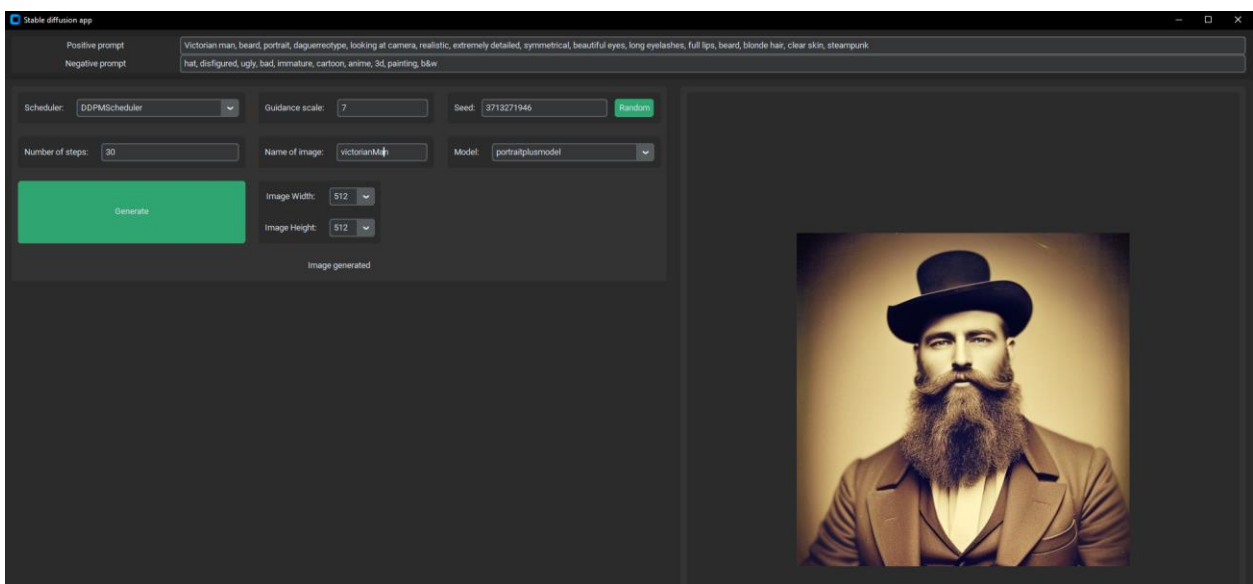 Stable diffusion app
Positive prompt Victorian man, beard, portrait, daguerreotype, looking at camera, realistic, extremely detailed, symmetrical, beautiful eyes, long eyelashes, full lips, beard, blonde hair, clear skin, steampunk
Negative prompt hat, disfigured, ugly, bad, immature, cartoon, anime, 3d, painting, b&w
Scheduler: DDPMScheduler Guidance scale: 7 Seed: 3713271946 Random
Number of steps: 30 Name of image: victorianMan Model: portraitplusmodel
Generate
Image Width: 512
Image Height: 512
Image generated